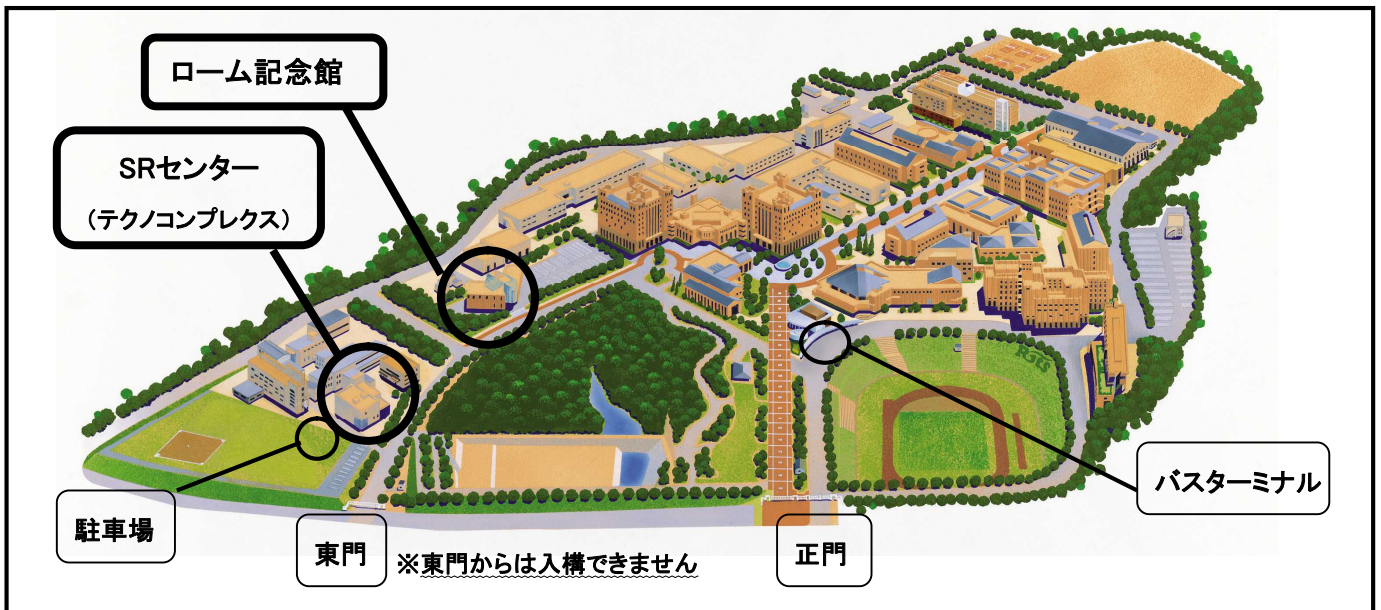 ローム記念館
SRセンター
（テクノコンプレクス）
バスターミナル
駐車場
東門
※東門からは入構できません
正門